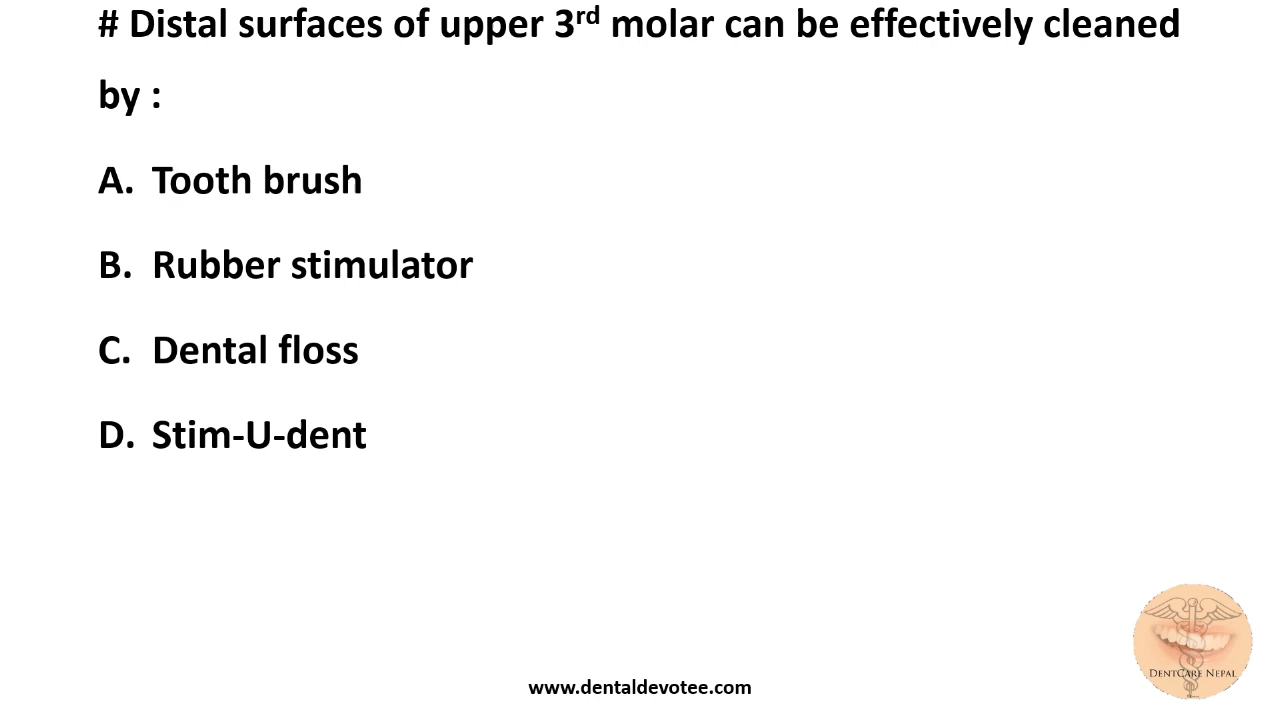 # Distal surfaces of upper 3rd molar can be effectively cleaned
by :
A. Tooth brush
B. Rubber stimulator
C. Dental floss
D. Stim-U-dent
DENTCARE NEPAL
www.dentaldevotee.com